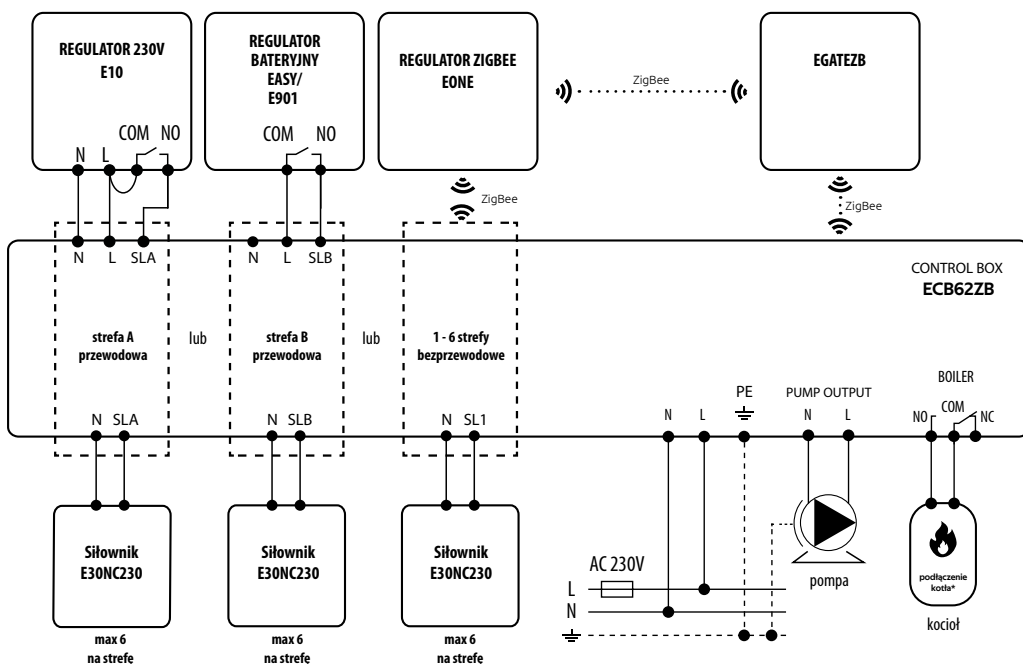 REGULATOR 230V
E10
N L COM NO
REGULATOR
BATERYJNY
EASY/
E901
COM NO
REGULATOR ZIGBEE
EONE
ZigBee
EGATEZB
ZigBee
ZigBee
N L SLA
N L SLB
CONTROL BOX
ECB62ZB
strefa A
przewodowa
lub
strefa B
przewodowa
lub
1 - 6 strefy
bezprzewodowe
N SLA
N SLB
N SL1
N L
PE
PUMP OUTPUT
N L
BOILER
NO COM NC
Siłownik
E30NC230
max 6
na strefę
Siłownik
E30NC230
max 6
na strefę
Siłownik
E30NC230
max 6
na strefę
AC 230V
L
N
pompa
podłączenie
kotła*
kocioł